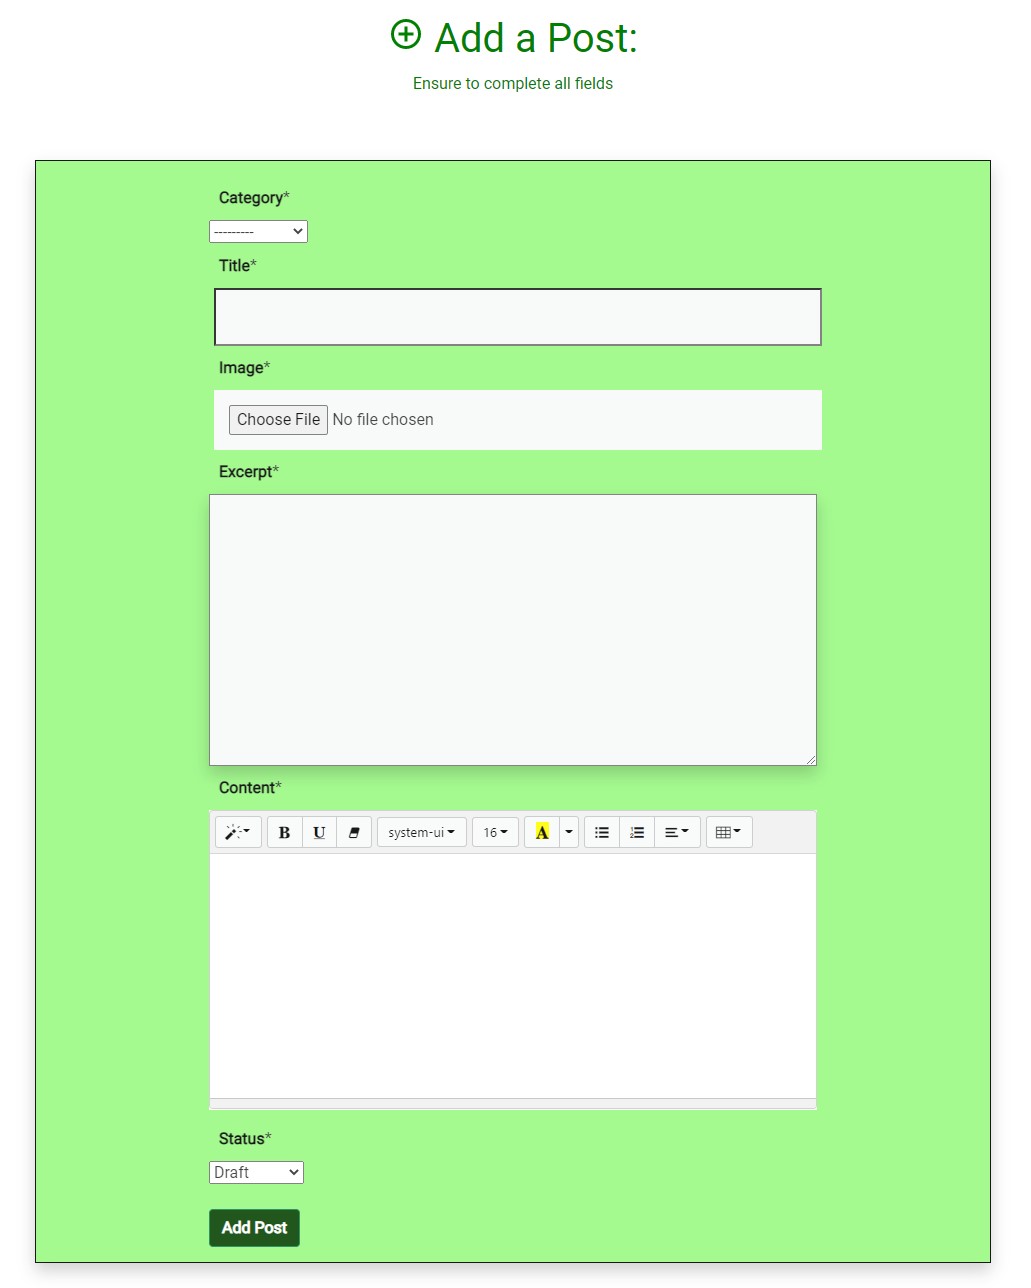 Add a Post:
Ensure to complete all fields
Category*
---------
Title*
Image*
Choose File No file chosen
Excerpt*
Content*
B U system-ui 16 A
Status*
Draft
Add Post